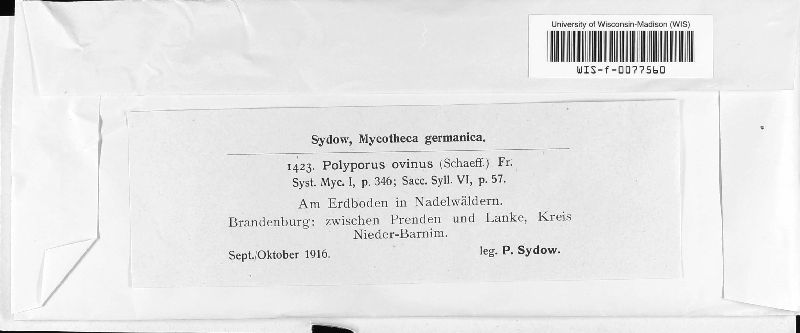 University of Wisconsin-Madison (WIS)
WIS-f-0077560
Sydow, Mycotheca germanica.
1423. Polyporus ovinus (Schaeff.) Fr.
Syst. Myc. I, p. 346; Sacc. Syll. VI, p. 57.
Am Erdboden in Nadelwäldern.
Brandenburg: zwischen Prenden und Lanke, Kreis
Nieder-Barnim.
Sept./Oktober 1916. leg. P. Sydow.